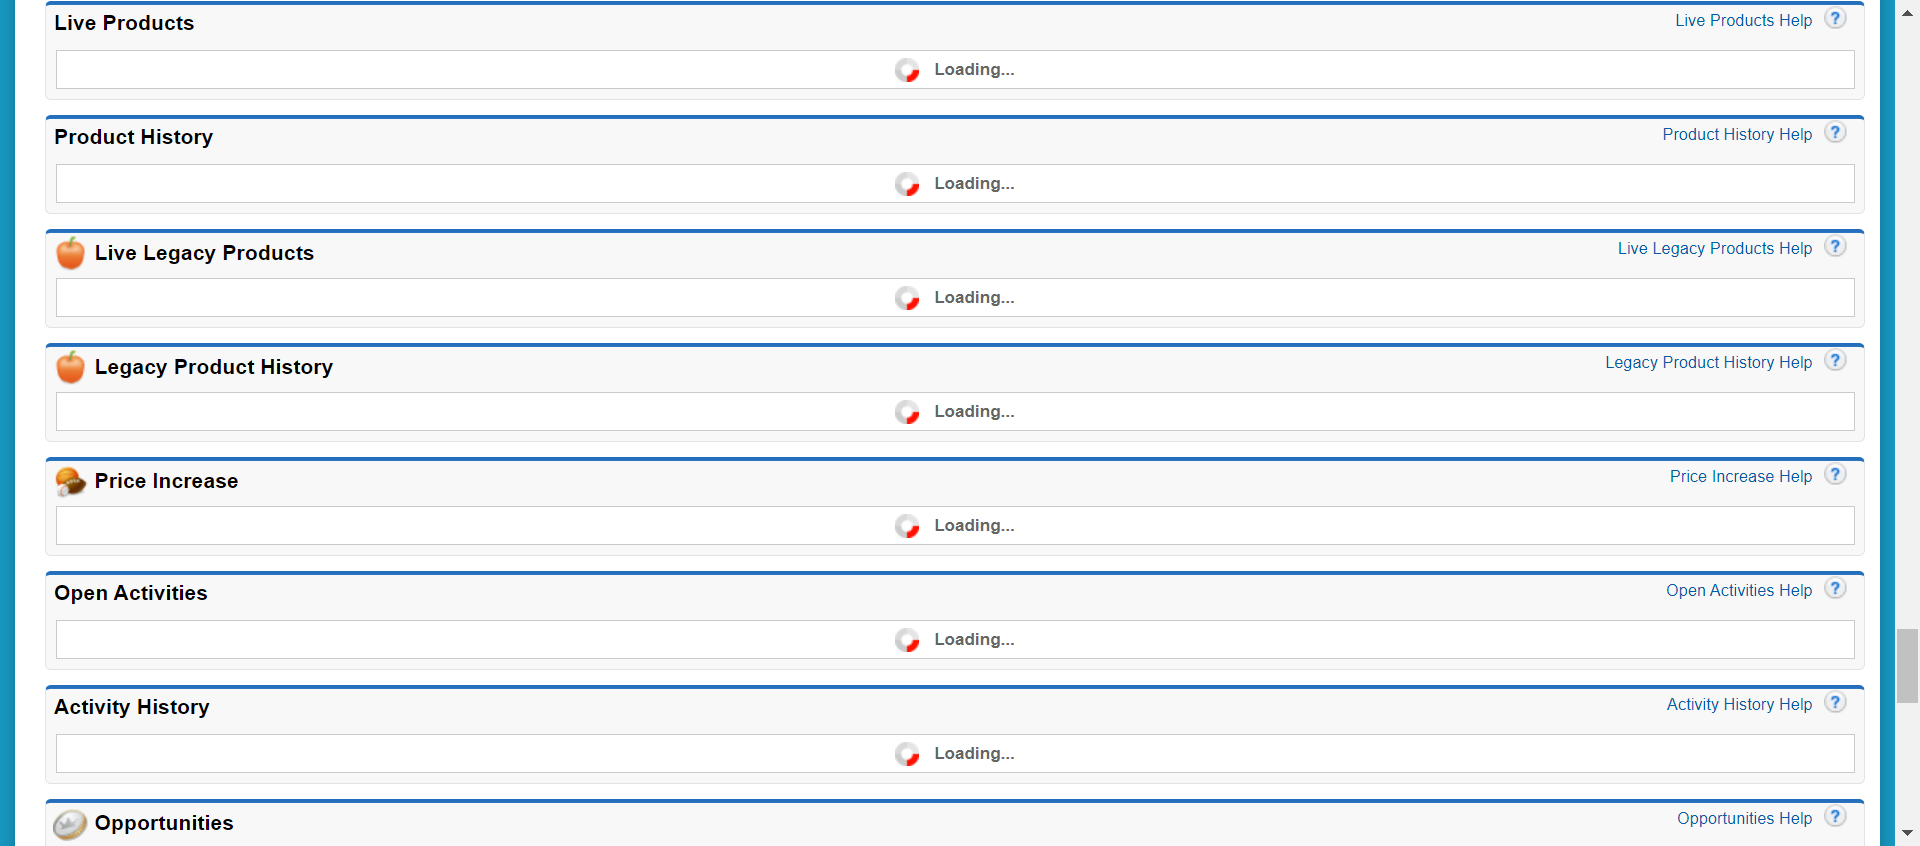 Live Products
Live Products Help ?
Loading...
Product History
Product History Help ?
Loading...
Live Legacy Products
Live Legacy Products Help ?
Loading...
Legacy Product History
Legacy Product History Help ?
Loading...
Price Increase
Price Increase Help ?
Loading...
Open Activities
Open Activities Help ?
Loading...
Activity History
Activity History Help ?
Loading...
Opportunities
Opportunities Help ?